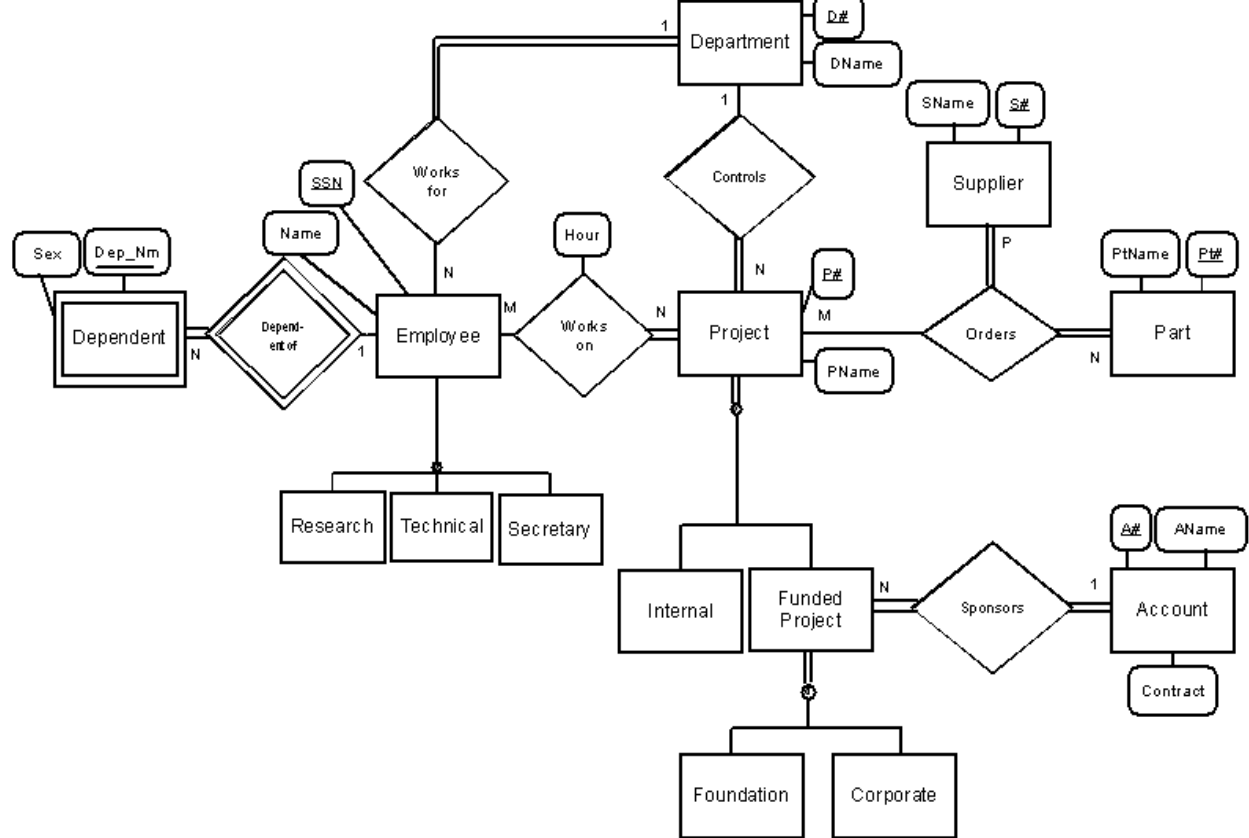 D#
1
Department
DName
1
SName
S#
Works
for
SSN
Controls
Supplier
Name
Hour
P
Sex
Dep_Nm
N
N
P#
PtName
Pt#
Dependent
Depend-
ent of
Employee
M
Works
on
N
Project
M
Orders
Part
N
1
N
PName
Research
Technical
Secretary
A#
AName
Internal
Funded
Project
N
Sponsors
1
Account
Contract
Foundation
Corporate